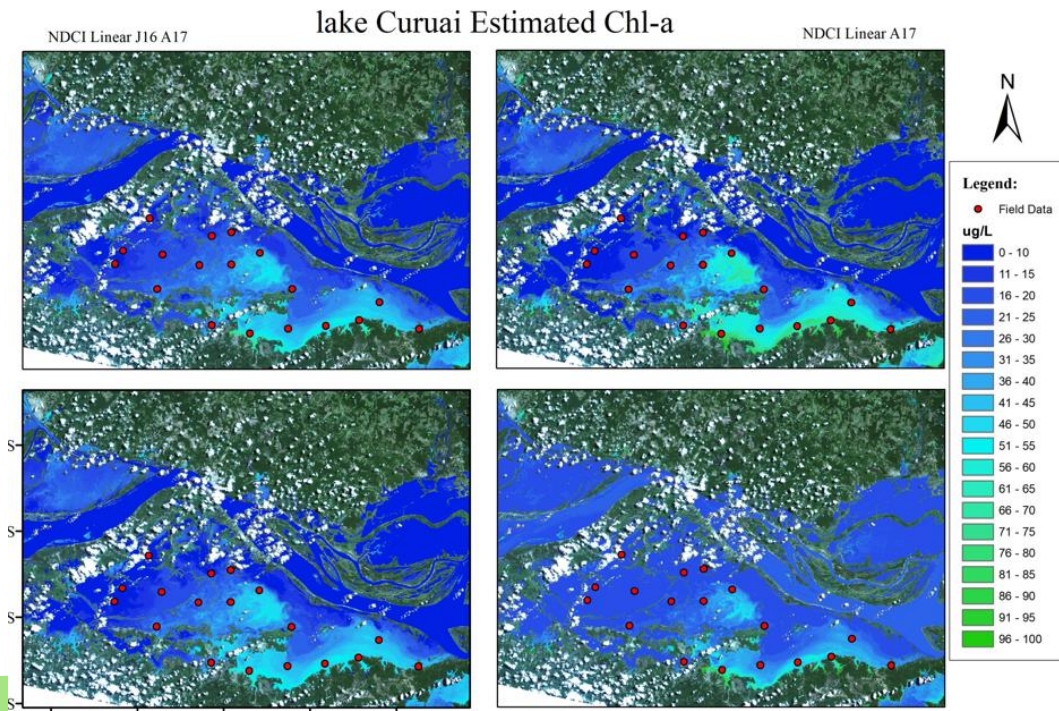 lake Curuai Estimated Chl-a
NDCI Linear J16 A17
NDCI Linear A17
N
Legend:
Field Data
ug/L
0 - 10
11 - 15
16 - 20
21 - 25
26 - 30
31 - 35
36 - 40
41 - 45
46 - 50
51 - 55
56 - 60
61 - 65
66 - 70
71 - 75
76 - 80
81 - 85
86 - 90
91 - 95
96 - 100
S
S
S
S